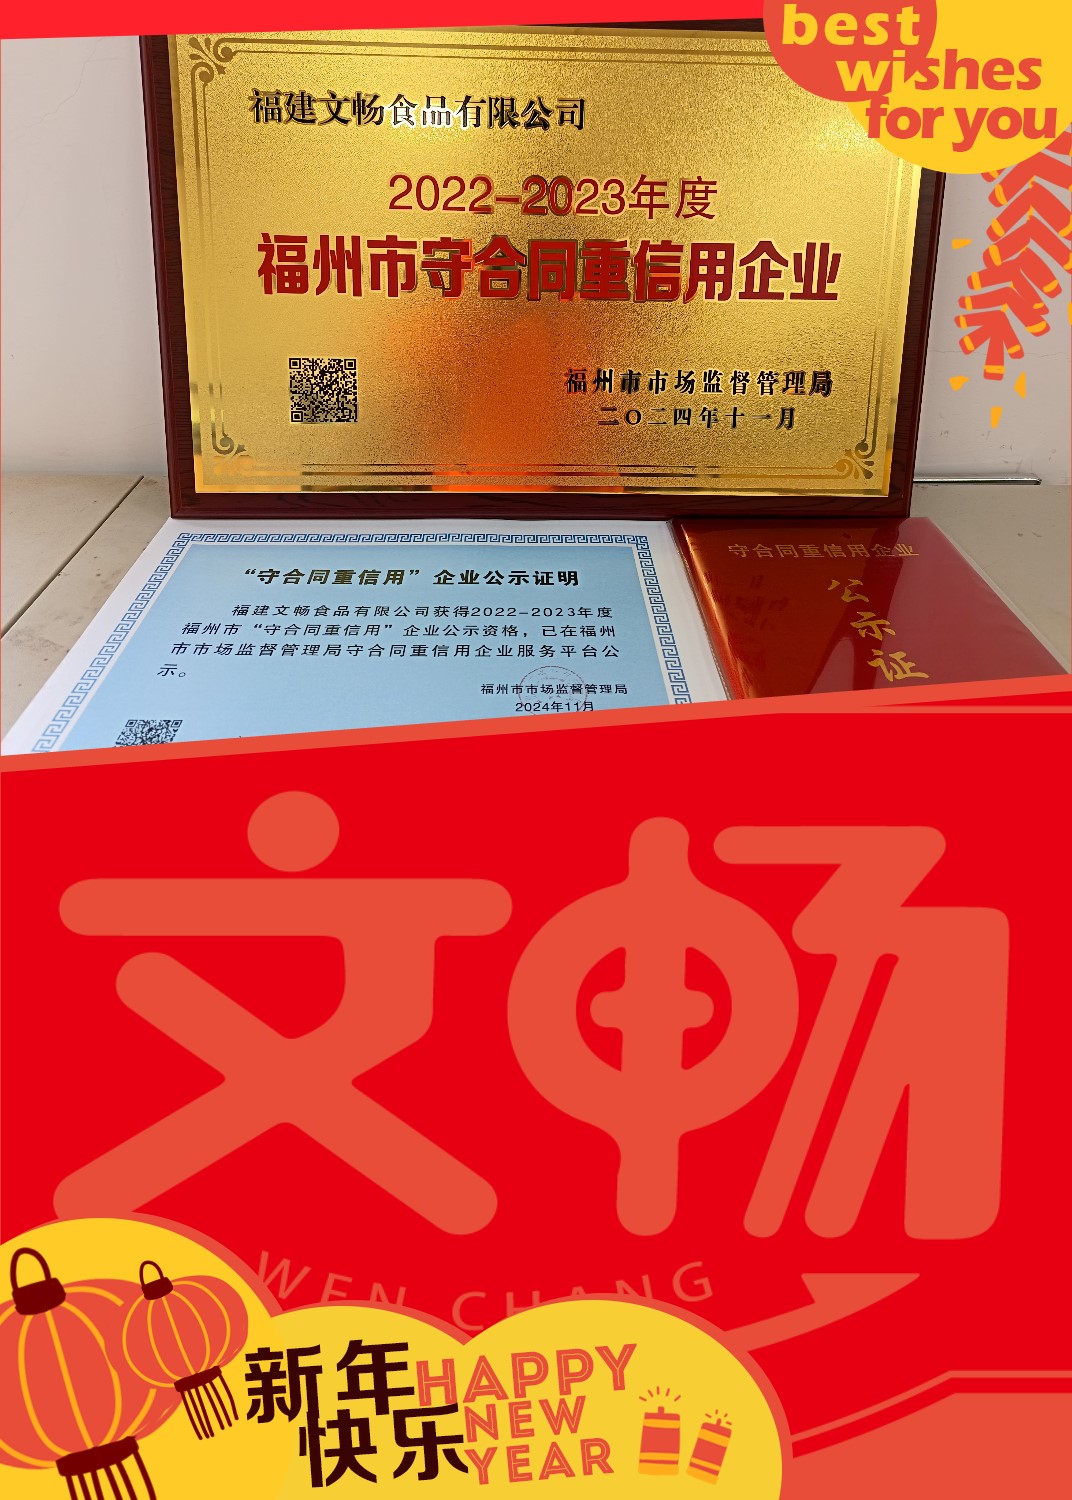 best
wishes
for you
福建文畅食品有限公司
2022-2023年度
福州市守合同重信用企业
福州市市场监督管理局
二〇二四年十一月
“守合同重信用”企业公示证明
福建文畅食品有限公司获得2022-2023年度
福州市“守合同重信用”企业公示资格，已在福州
市市场监督管理局守合同重信用企业服务平台公
示。
福州市市场监督管理局
2024年11月
守合同重信用企业
公示证
文畅
WEN CHANG
新年
快乐
HAPPY
NEW
YEAR